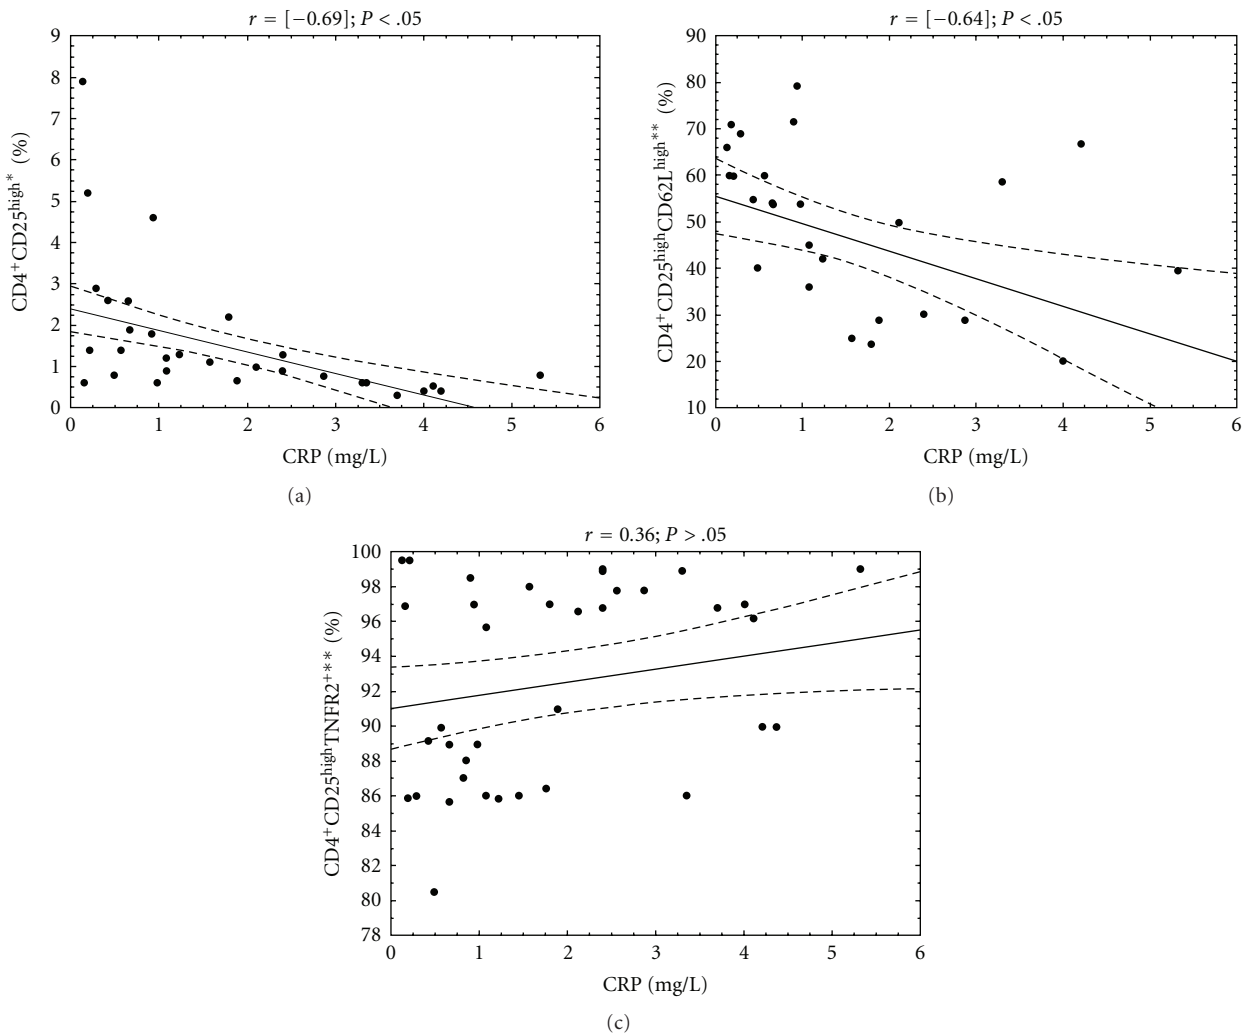 r = [−0.69]; P < .05
9
8
7
6
5
4
3
2
1
0
CD4⁺CD25ʰⁱᵍʰ* (%)
0 1 2 3 4 5 6
CRP (mg/L)
(a)
r = [−0.64]; P < .05
90
80
70
60
50
40
30
20
10
CD4⁺CD25ʰⁱᵍʰCD62Lʰⁱᵍʰ** (%)
0 1 2 3 4 5 6
CRP (mg/L)
(b)
r = 0.36; P > .05
100
98
96
94
92
90
88
86
84
82
80
78
CD4⁺CD25ʰⁱᵍʰTNFR2⁺** (%)
0 1 2 3 4 5 6
CRP (mg/L)
(c)